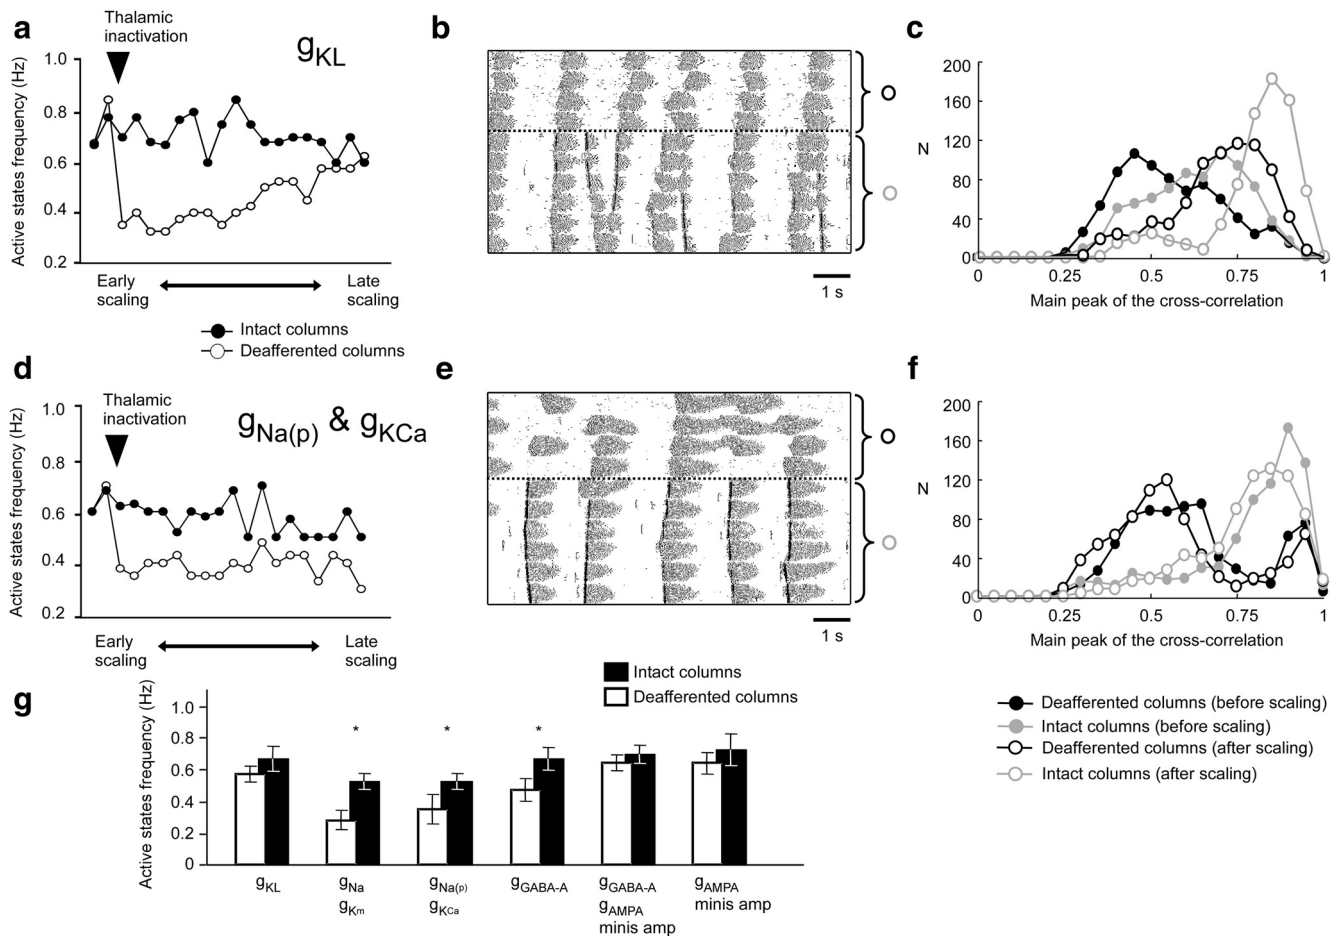 a
Thalamic
inactivation
gKL
Active states frequency (Hz)
1.0
0.8
0.6
0.4
0.2
Early
scaling
Late
scaling
Intact columns
Deafferented columns
b
1 s
c
N
200
160
120
80
40
0
0
0.25
0.5
0.75
1
Main peak of the cross-correlation
d
Thalamic
inactivation
gNa(p) & gKCa
Active states frequency (Hz)
1.0
0.8
0.6
0.4
0.2
Early
scaling
Late
scaling
e
1 s
f
N
200
160
120
80
40
0
0
0.25
0.5
0.75
1
Main peak of the cross-correlation
Deafferented columns (before scaling)
Intact columns (before scaling)
Deafferented columns (after scaling)
Intact columns (after scaling)
g
Intact columns
Deafferented columns
Active states frequency (Hz)
1.0
0.8
0.6
0.4
0.2
0
*
*
*
gKL
gNa
gKm
gNa(p)
gKCa
gGABA-A
gGABA-A
gAMPA
minis amp
gAMPA
minis amp